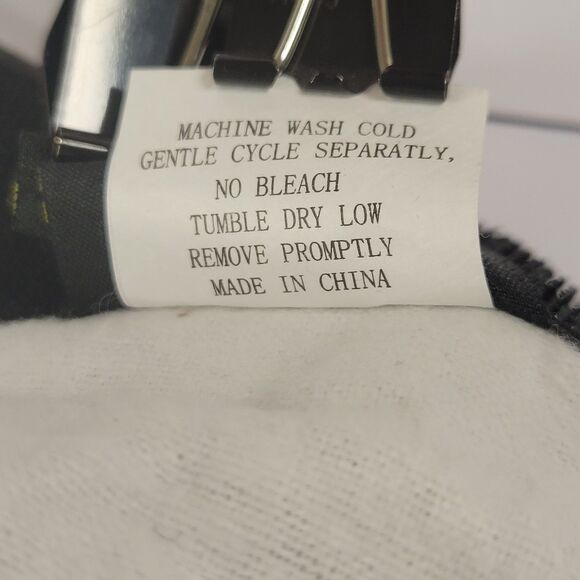 MACHINE WASH COLD
GENTLE CYCLE SEPARATLY,
NO BLEACH
TUMBLE DRY LOW
REMOVE PROMPTLY
MADE IN CHINA